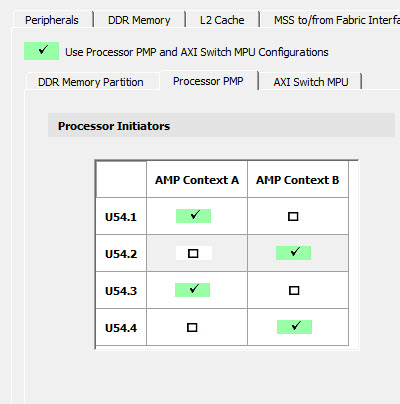 Peripherals DDR Memory L2 Cache MSS to/from Fabric Interfa
Use Processor PMP and AXI Switch MPU Configurations
DDR Memory Partition Processor PMP AXI Switch MPU
Processor Initiators
AMP Context A AMP Context B
U54.1
U54.2
U54.3
U54.4